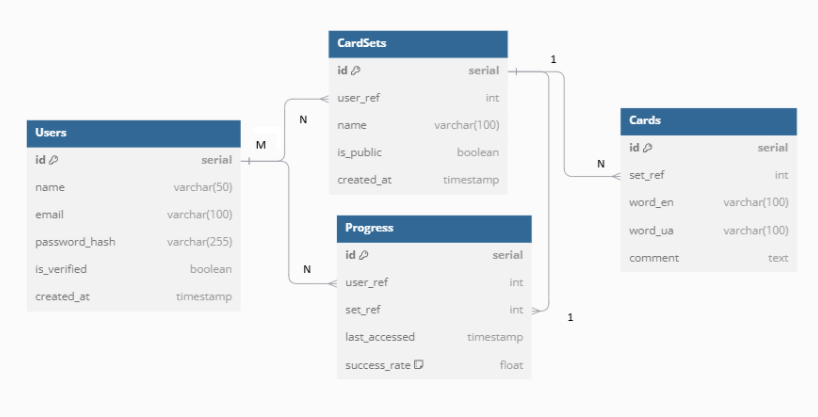 CardSets
id serial
user_ref int
name varchar(100)
is_public boolean
created_at timestamp
1
N
M
N
1
N
Users
id serial
name varchar(50)
email varchar(100)
password_hash varchar(255)
is_verified boolean
created_at timestamp
Progress
id serial
user_ref int
set_ref int
last_accessed timestamp
success_rate float
Cards
id serial
set_ref int
word_en varchar(100)
word_ua varchar(100)
comment text